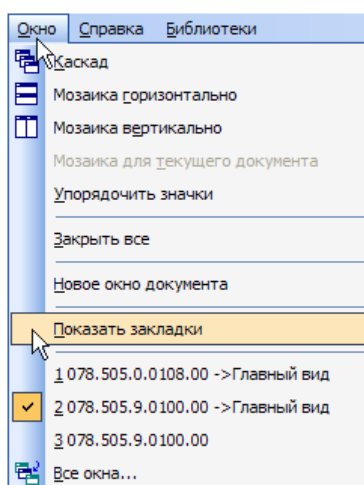 Окно Справка Библиотеки
Каскад
Мозаика горизонтально
Мозаика вертикально
Мозаика для текущего документа
Упорядочить значки
Закрыть все
Новое окно документа
Показать закладки
1 078.505.0.0108.00 ->Главный вид
2 078.505.9.0100.00 ->Главный вид
3 078.505.9.0100.00
Все окна...